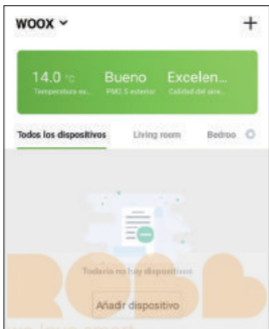 WOOX
14.0 °C Bueno Excelen...
Temperatura ex... PM2.5 exterior Calidad del aire...
Todos los dispositivos Living room Bedroo
Todavía no hay dispositivos
Añadir dispositivo